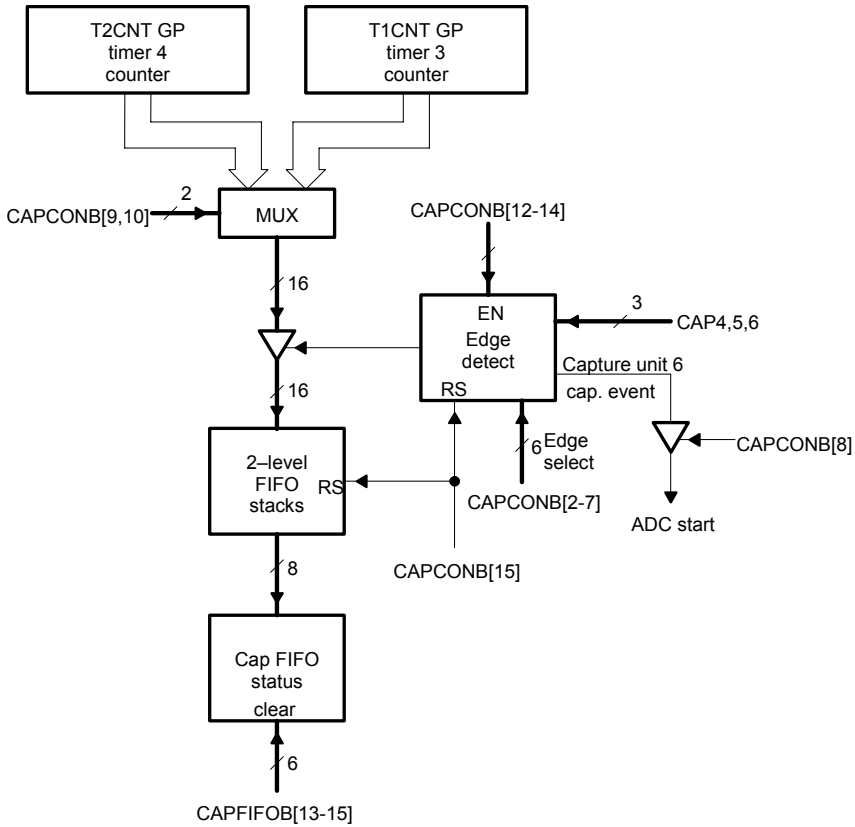 T2CNT GP
timer 4
counter
T1CNT GP
timer 3
counter
2
CAPCONB[9,10]
MUX
CAPCONB[12-14]
16
3
EN
CAP4,5,6
Edge
detect
Capture unit 6
cap. event
RS
16
6
Edge
select
CAPCONB[8]
2–level
FIFO
stacks
RS
CAPCONB[2-7]
ADC start
CAPCONB[15]
8
Cap FIFO
status
clear
6
CAPFIFOB[13-15]